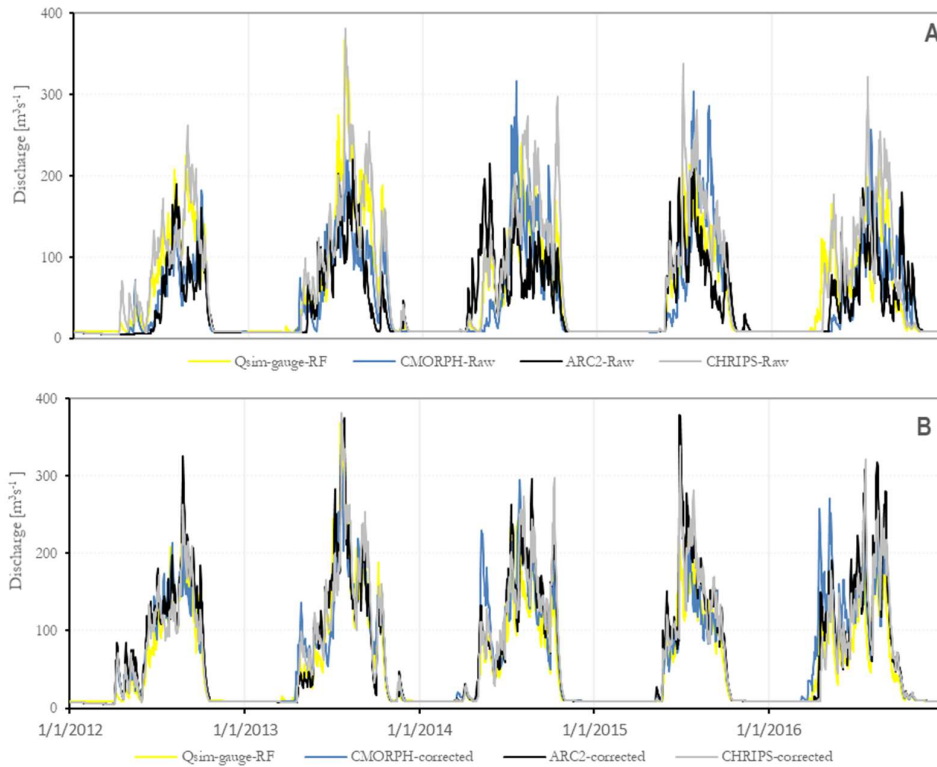 A
400
300
200
100
0
Discharge [m³s⁻¹ ]
Qsim-gauge-RF CMORPH-Raw ARC2-Raw CHRIPS-Raw
B
400
300
200
100
0
Discharge [m³s⁻¹ ]
1/1/2012 1/1/2013 1/1/2014 1/1/2015 1/1/2016
Qsim-gauge-RF CMORPH-corrected ARC2-corrected CHRIPS-corrected